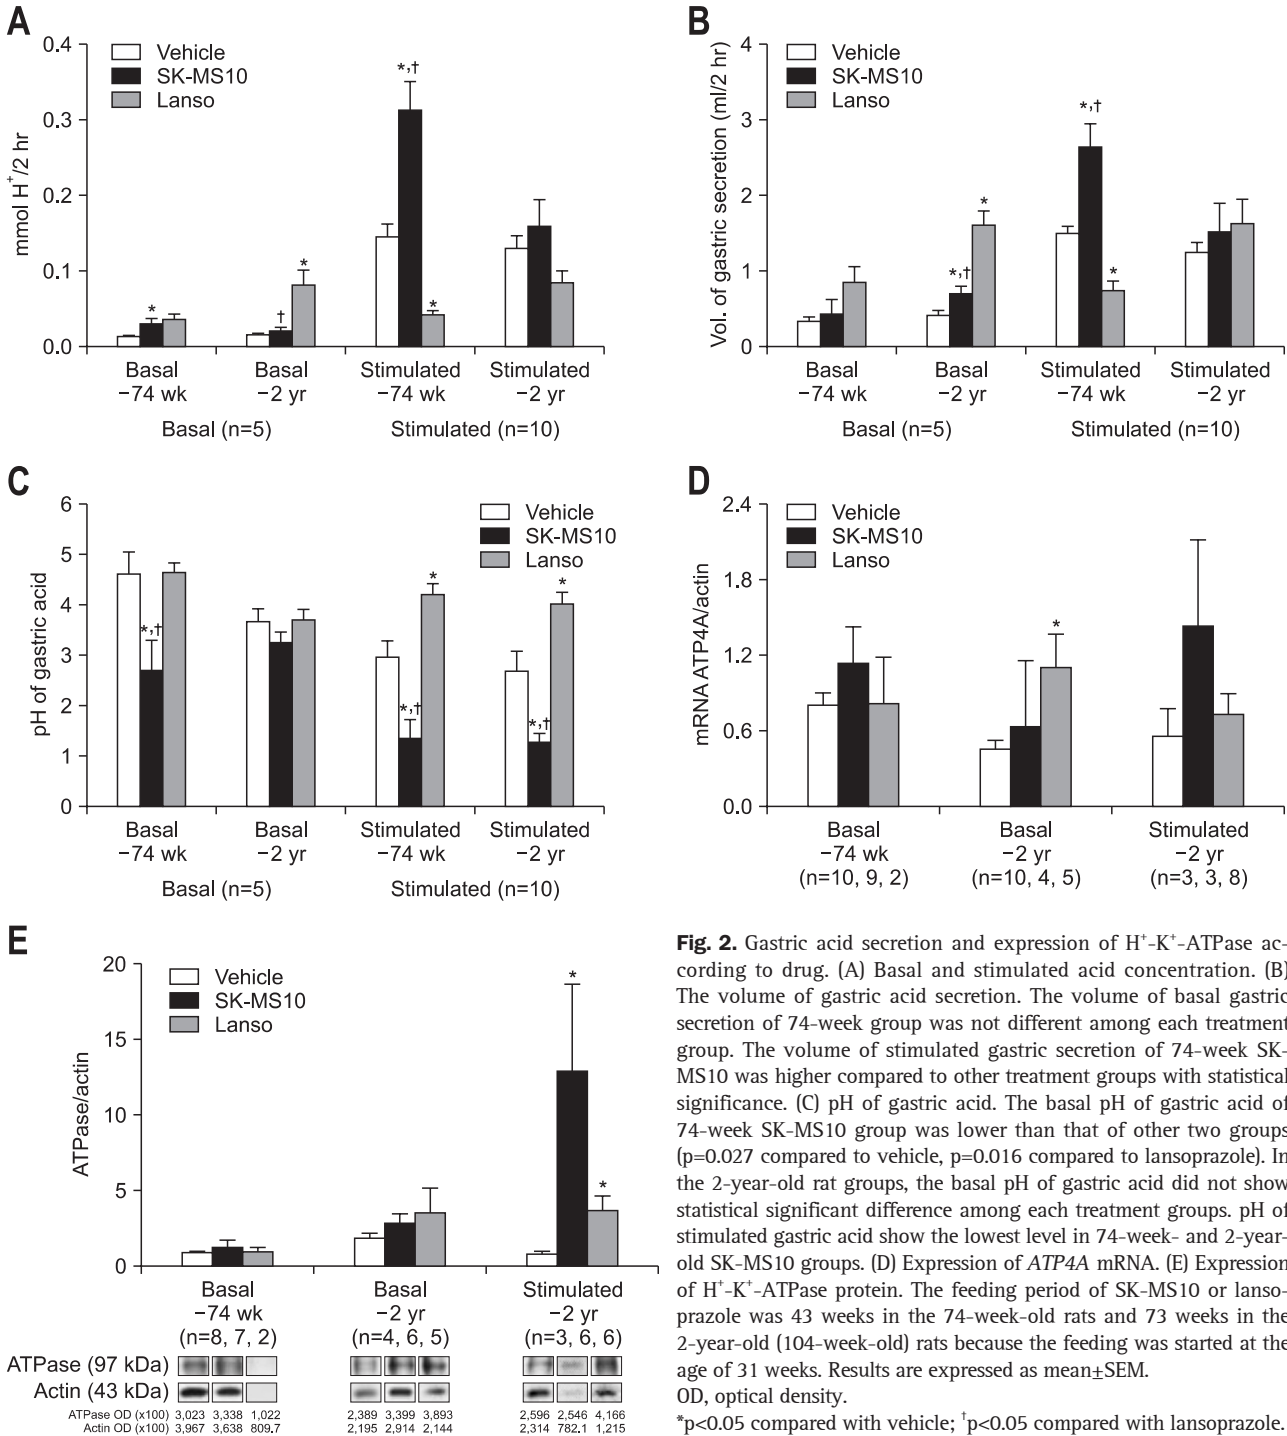 A
0.4
0.3
0.2
0.1
0.0
mmol H+/2 hr
Vehicle
SK-MS10
Lanso
*
†
*
*,†
*
Basal
−74 wk
Basal
−2 yr
Stimulated
−74 wk
Stimulated
−2 yr
Basal (n=5)
Stimulated (n=10)
B
4
3
2
1
0
Vol. of gastric secretion (ml/2 hr)
Vehicle
SK-MS10
Lanso
*,†
*
*,†
*
Basal
−74 wk
Basal
−2 yr
Stimulated
−74 wk
Stimulated
−2 yr
Basal (n=5)
Stimulated (n=10)
C
6
5
4
3
2
1
0
pH of gastric acid
Vehicle
SK-MS10
Lanso
*,†
*,†
*
*,†
*
Basal
−74 wk
Basal
−2 yr
Stimulated
−74 wk
Stimulated
−2 yr
Basal (n=5)
Stimulated (n=10)
D
2.4
1.8
1.2
0.6
0.0
mRNA ATP4A/actin
Vehicle
SK-MS10
Lanso
*
Basal
−74 wk
(n=10, 9, 2)
Basal
−2 yr
(n=10, 4, 5)
Stimulated
−2 yr
(n=3, 3, 8)
E
20
15
10
5
0
ATPase/actin
Vehicle
SK-MS10
Lanso
*
*
Basal
−74 wk
(n=8, 7, 2)
Basal
−2 yr
(n=4, 6, 5)
Stimulated
−2 yr
(n=3, 6, 6)
ATPase (97 kDa)
Actin (43 kDa)
ATPase OD (x100) 3,023 3,338 1,022 2,389 3,399 3,893 2,596 2,546 4,166
Actin OD (x100) 3,967 3,638 809.7 2,195 2,914 2,144 2,314 782.1 1,215
Fig. 2. Gastric acid secretion and expression of H+-K+-ATPase ac-
cording to drug. (A) Basal and stimulated acid concentration. (B)
The volume of gastric acid secretion. The volume of basal gastric
secretion of 74-week group was not different among each treatment
group. The volume of stimulated gastric secretion of 74-week SK-
MS10 was higher compared to other treatment groups with statistical
significance. (C) pH of gastric acid. The basal pH of gastric acid of
74-week SK-MS10 group was lower than that of other two groups
(p=0.027 compared to vehicle, p=0.016 compared to lansoprazole). In
the 2-year-old rat groups, the basal pH of gastric acid did not show
statistical significant difference among each treatment groups. pH of
stimulated gastric acid show the lowest level in 74-week- and 2-year-
old SK-MS10 groups. (D) Expression of ATP4A mRNA. (E) Expression
of H+-K+-ATPase protein. The feeding period of SK-MS10 or lanso-
prazole was 43 weeks in the 74-week-old rats and 73 weeks in the
2-year-old (104-week-old) rats because the feeding was started at the
age of 31 weeks. Results are expressed as mean±SEM.
OD, optical density.
*p<0.05 compared with vehicle; †p<0.05 compared with lansoprazole.